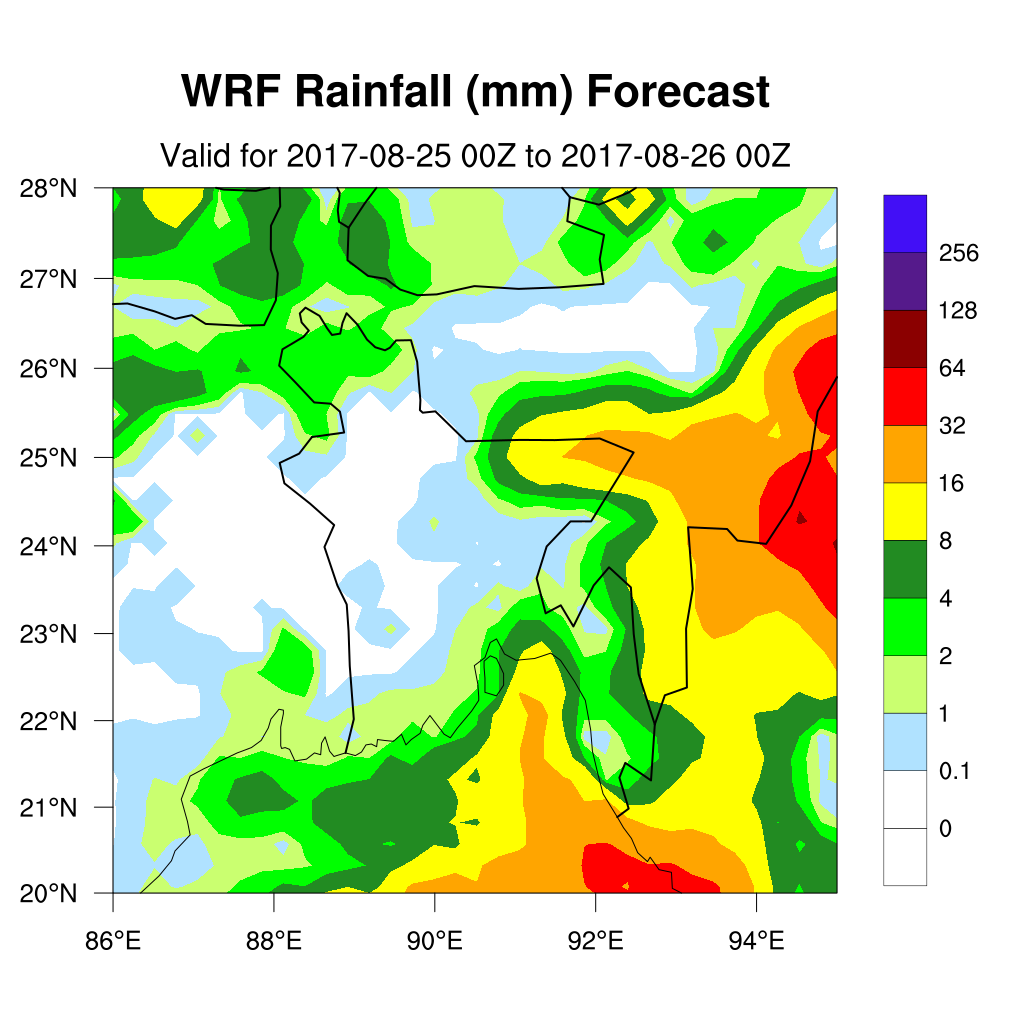 WRF Rainfall (mm) Forecast
Valid for 2017-08-25 00Z to 2017-08-26 00Z
28°N
27°N
26°N
25°N
24°N
23°N
22°N
21°N
20°N
86°E
88°E
90°E
92°E
94°E
256
128
64
32
16
8
4
2
1
0.1
0